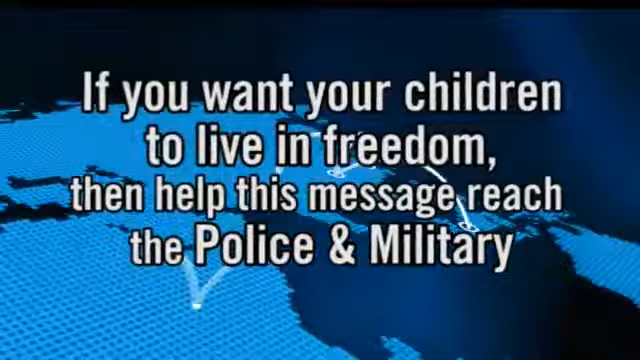 If you want your children
to live in freedom,
then help this message reach
the Police & Military